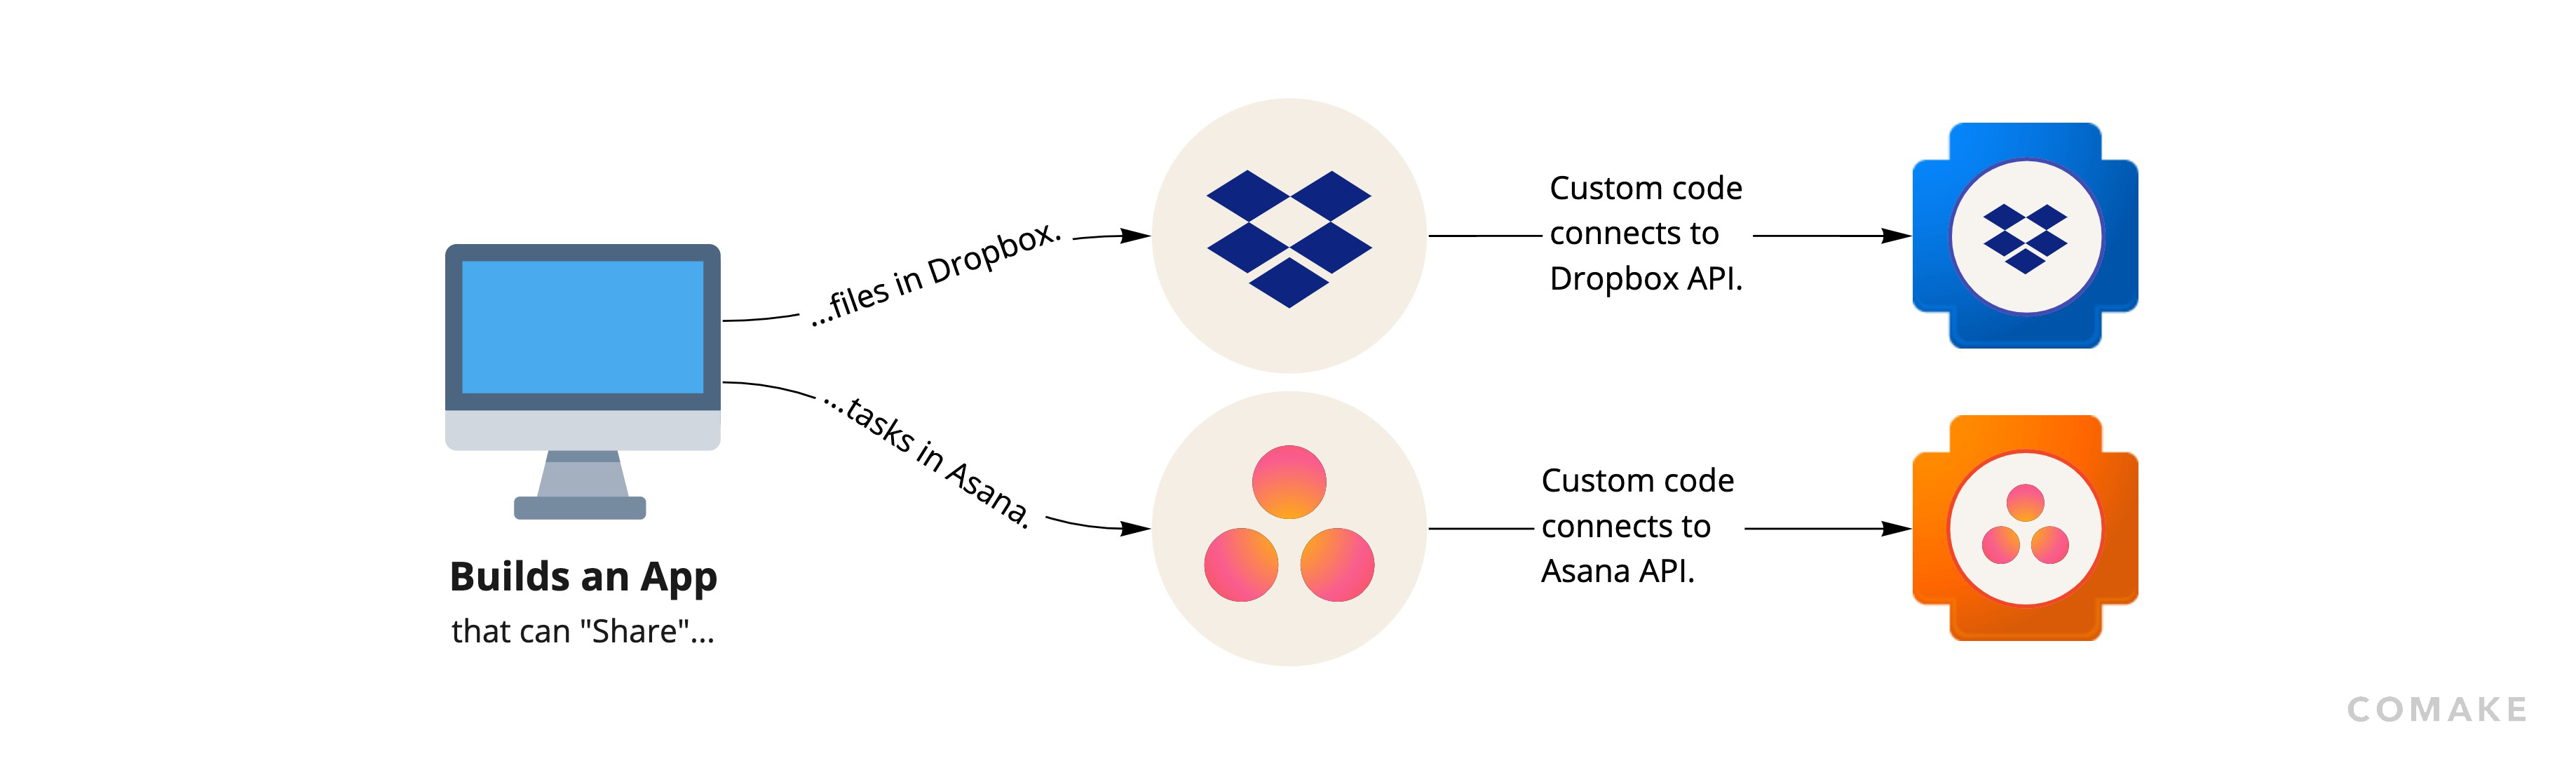 Builds an App
that can "Share"...
...files in Dropbox.
...tasks in Asana.
Custom code
connects to
Dropbox API.
Custom code
connects to
Asana API.
COMAKE